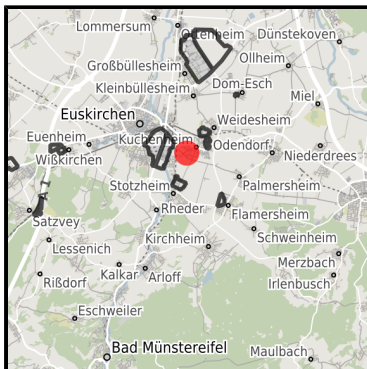 Lommersum
Ottenheim
Dünstekoven
Ollheim
Großbüllesheim
Kleinbüllesheim
Dom-Esch
Miel
Euskirchen
Weidesheim
Euenheim
Kuchenheim
Odendorf
Wißkirchen
Niederdrees
Stotzheim
Palmersheim
Rheder
Flamersheim
Satzvey
Schweinheim
Lessenich
Kirchheim
Merzbach
Rißdorf
Kalkar
Arloff
Irlenbusch
Eschweiler
Bad Münstereifel
Maulbach